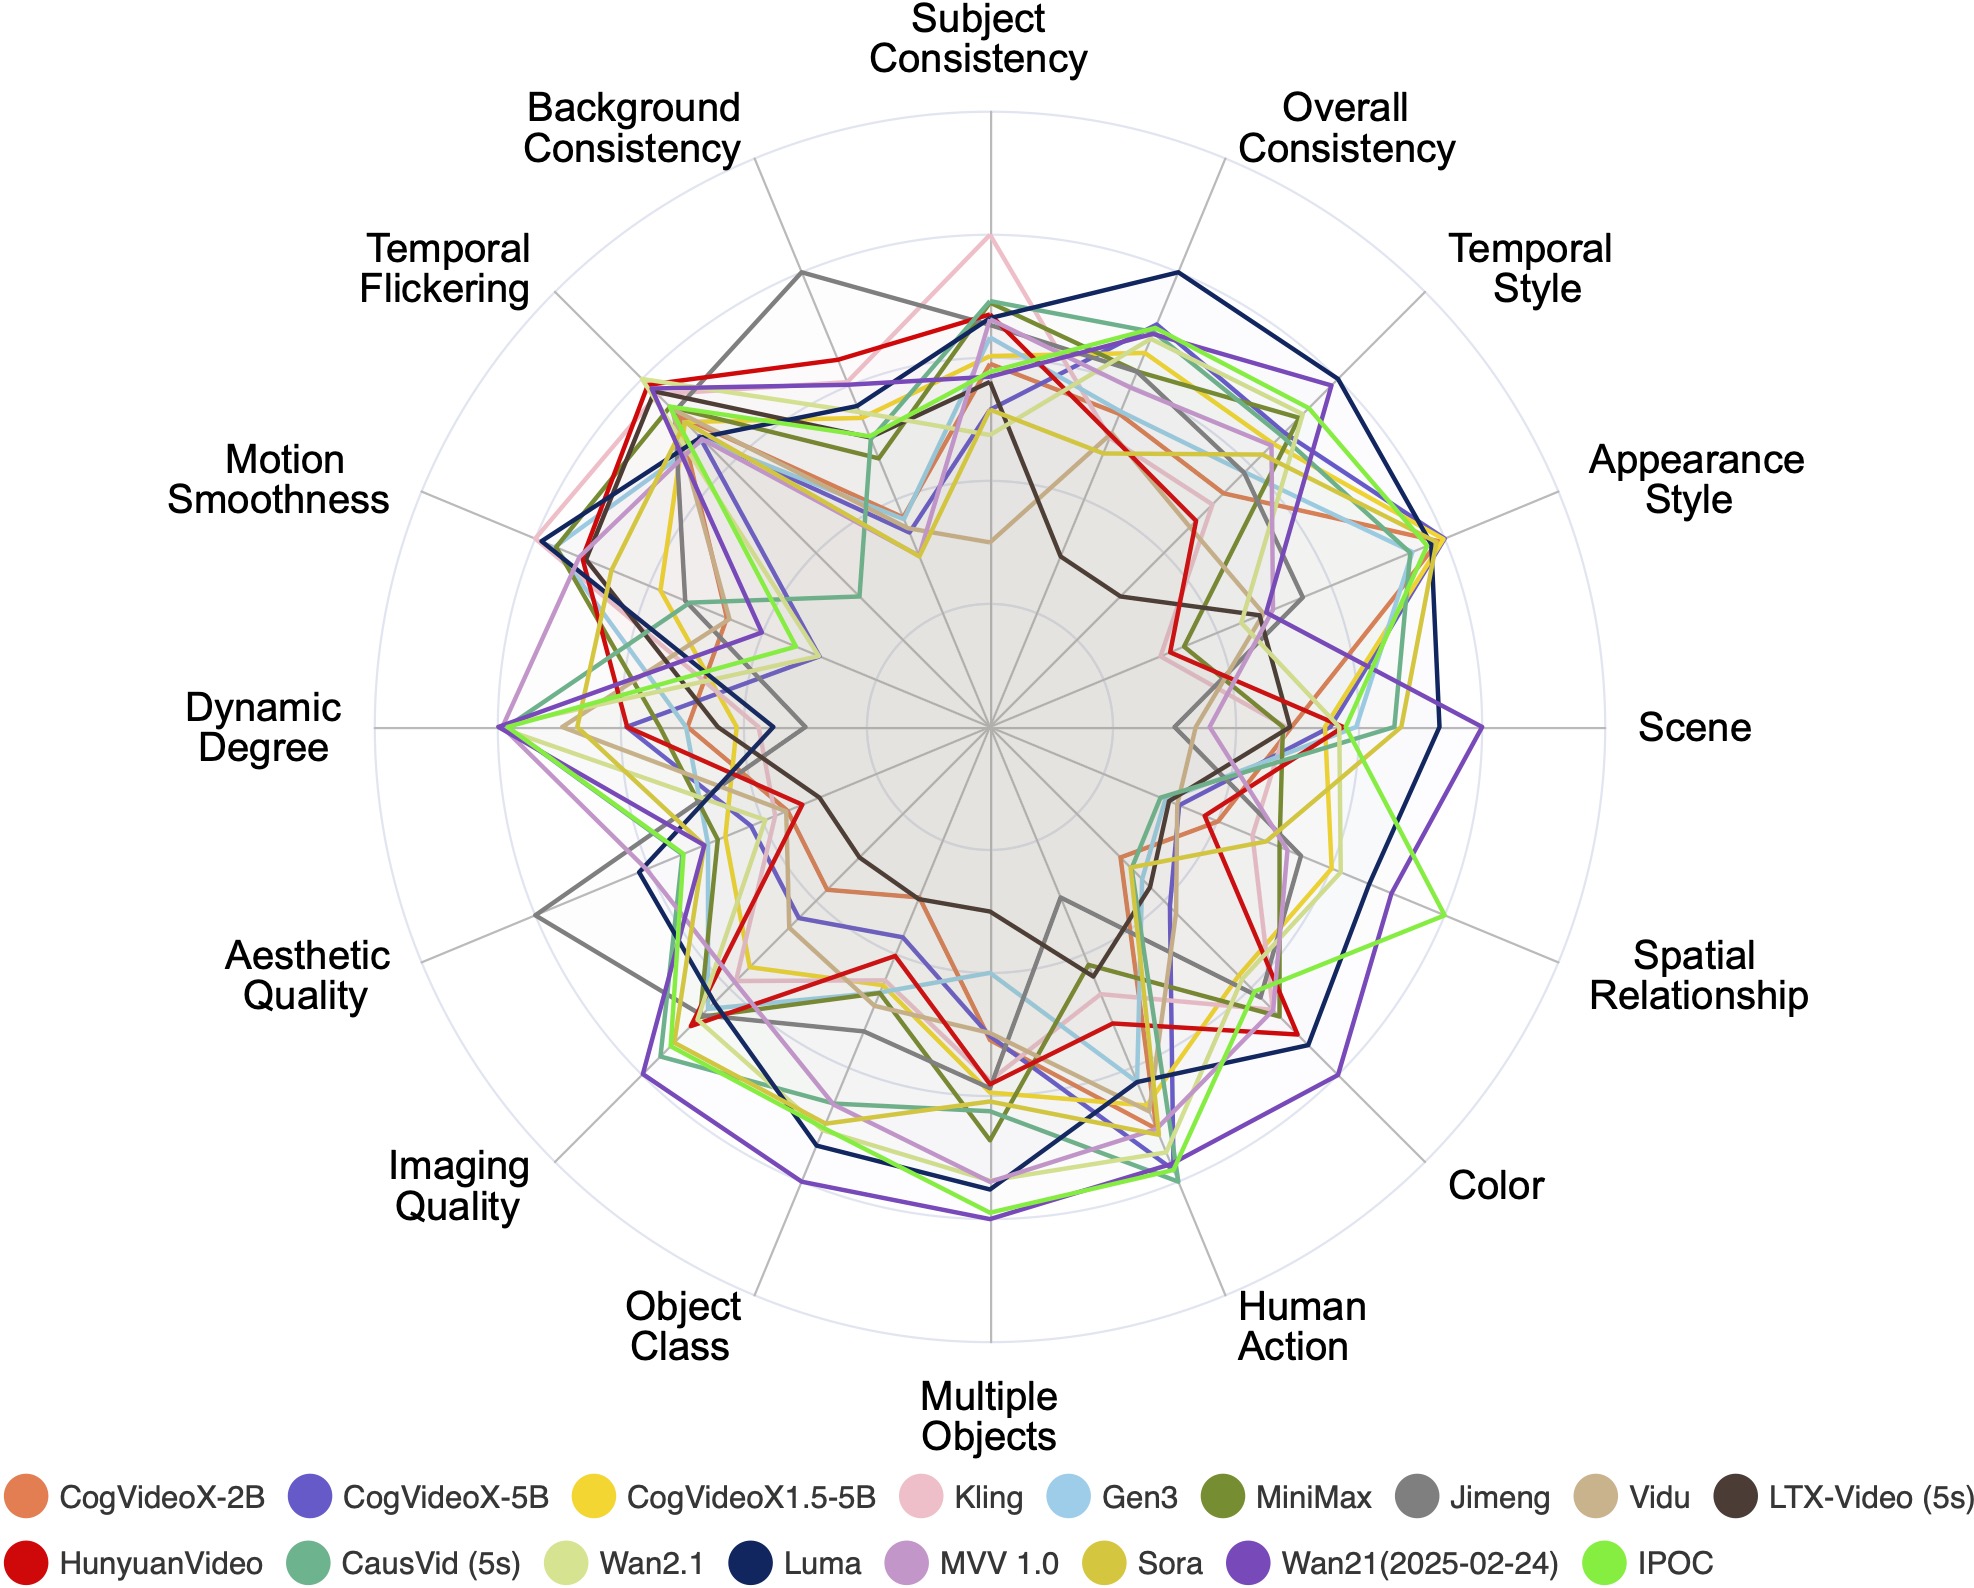 Subject
Consistency
Overall
Consistency
Temporal
Style
Appearance
Style
Scene
Spatial
Relationship
Color
Human
Action
Multiple
Objects
Object
Class
Imaging
Quality
Aesthetic
Quality
Dynamic
Degree
Motion
Smoothness
Temporal
Flickering
Background
Consistency
CogVideoX-2B
CogVideoX-5B
CogVideoX1.5-5B
Kling
Gen3
MiniMax
Jimeng
Vidu
LTX-Video (5s)
HunyuanVideo
CausVid (5s)
Wan2.1
Luma
MVV 1.0
Sora
Wan21(2025-02-24)
IPOC